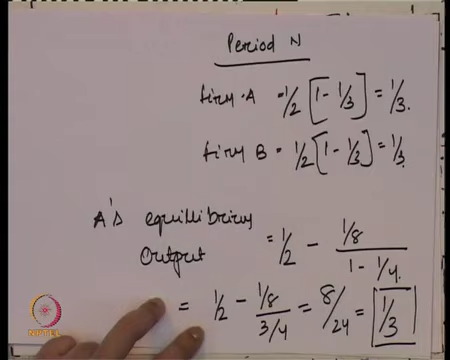 Period N
firm A = 1/2 [1 - 1/3] = 1/3.
firm B = 1/2 [1 - 1/3] = 1/3.
A's equillibrium Output = 1/2 - 1/8 / 1 - 1/4.
= 1/2 - 1/8 / 3/4 = 8/24 = 1/3
NPTEL